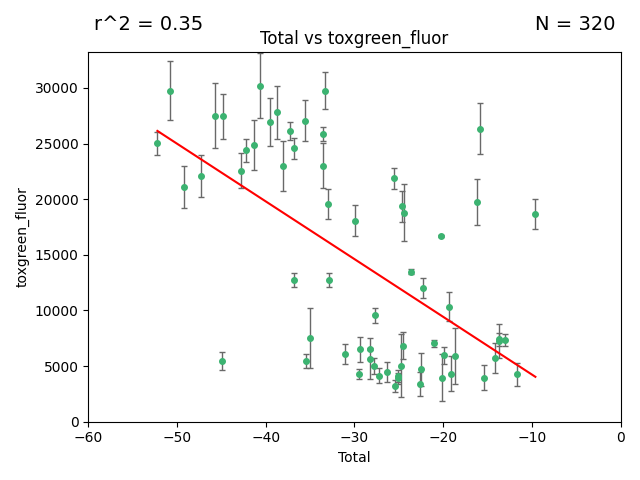 r^2 = 0.35
N = 320
Total vs toxgreen_fluor
30000
25000
20000
15000
10000
5000
0
toxgreen_fluor
−60
−50
−40
−30
−20
−10
0
Total